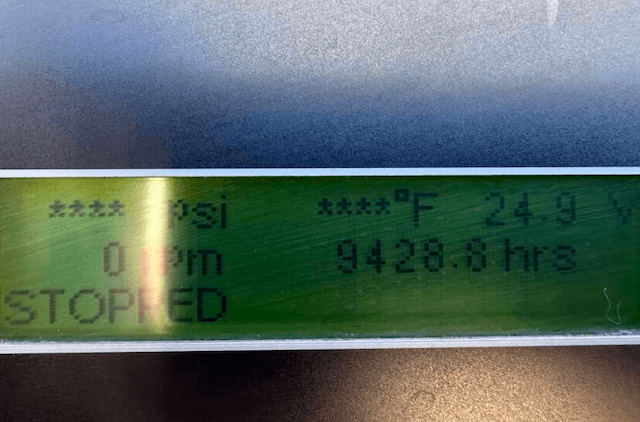 **** psi ****°F 24.9 V
0 rpm 9428.8 hrs
STOPPED